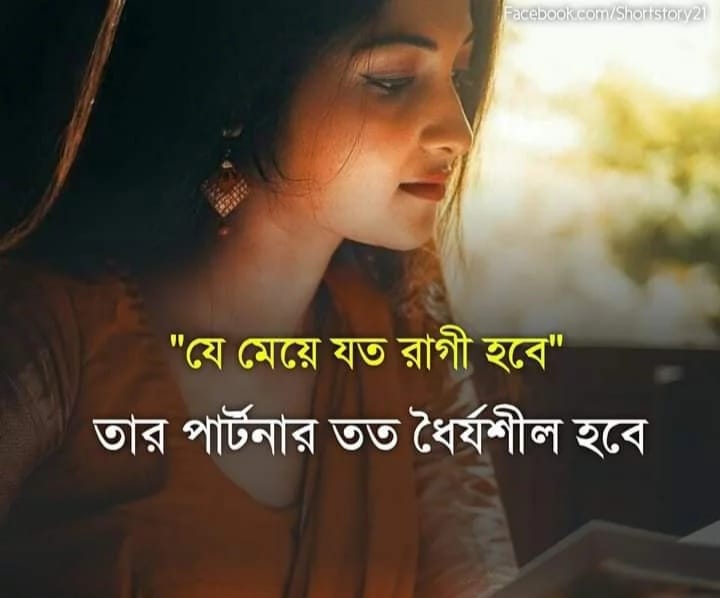 Facebook.com/Shortstory21
"যে মেয়ে যত রাগী হবে"
তার পার্টনার তত ধৈর্যশীল হবে